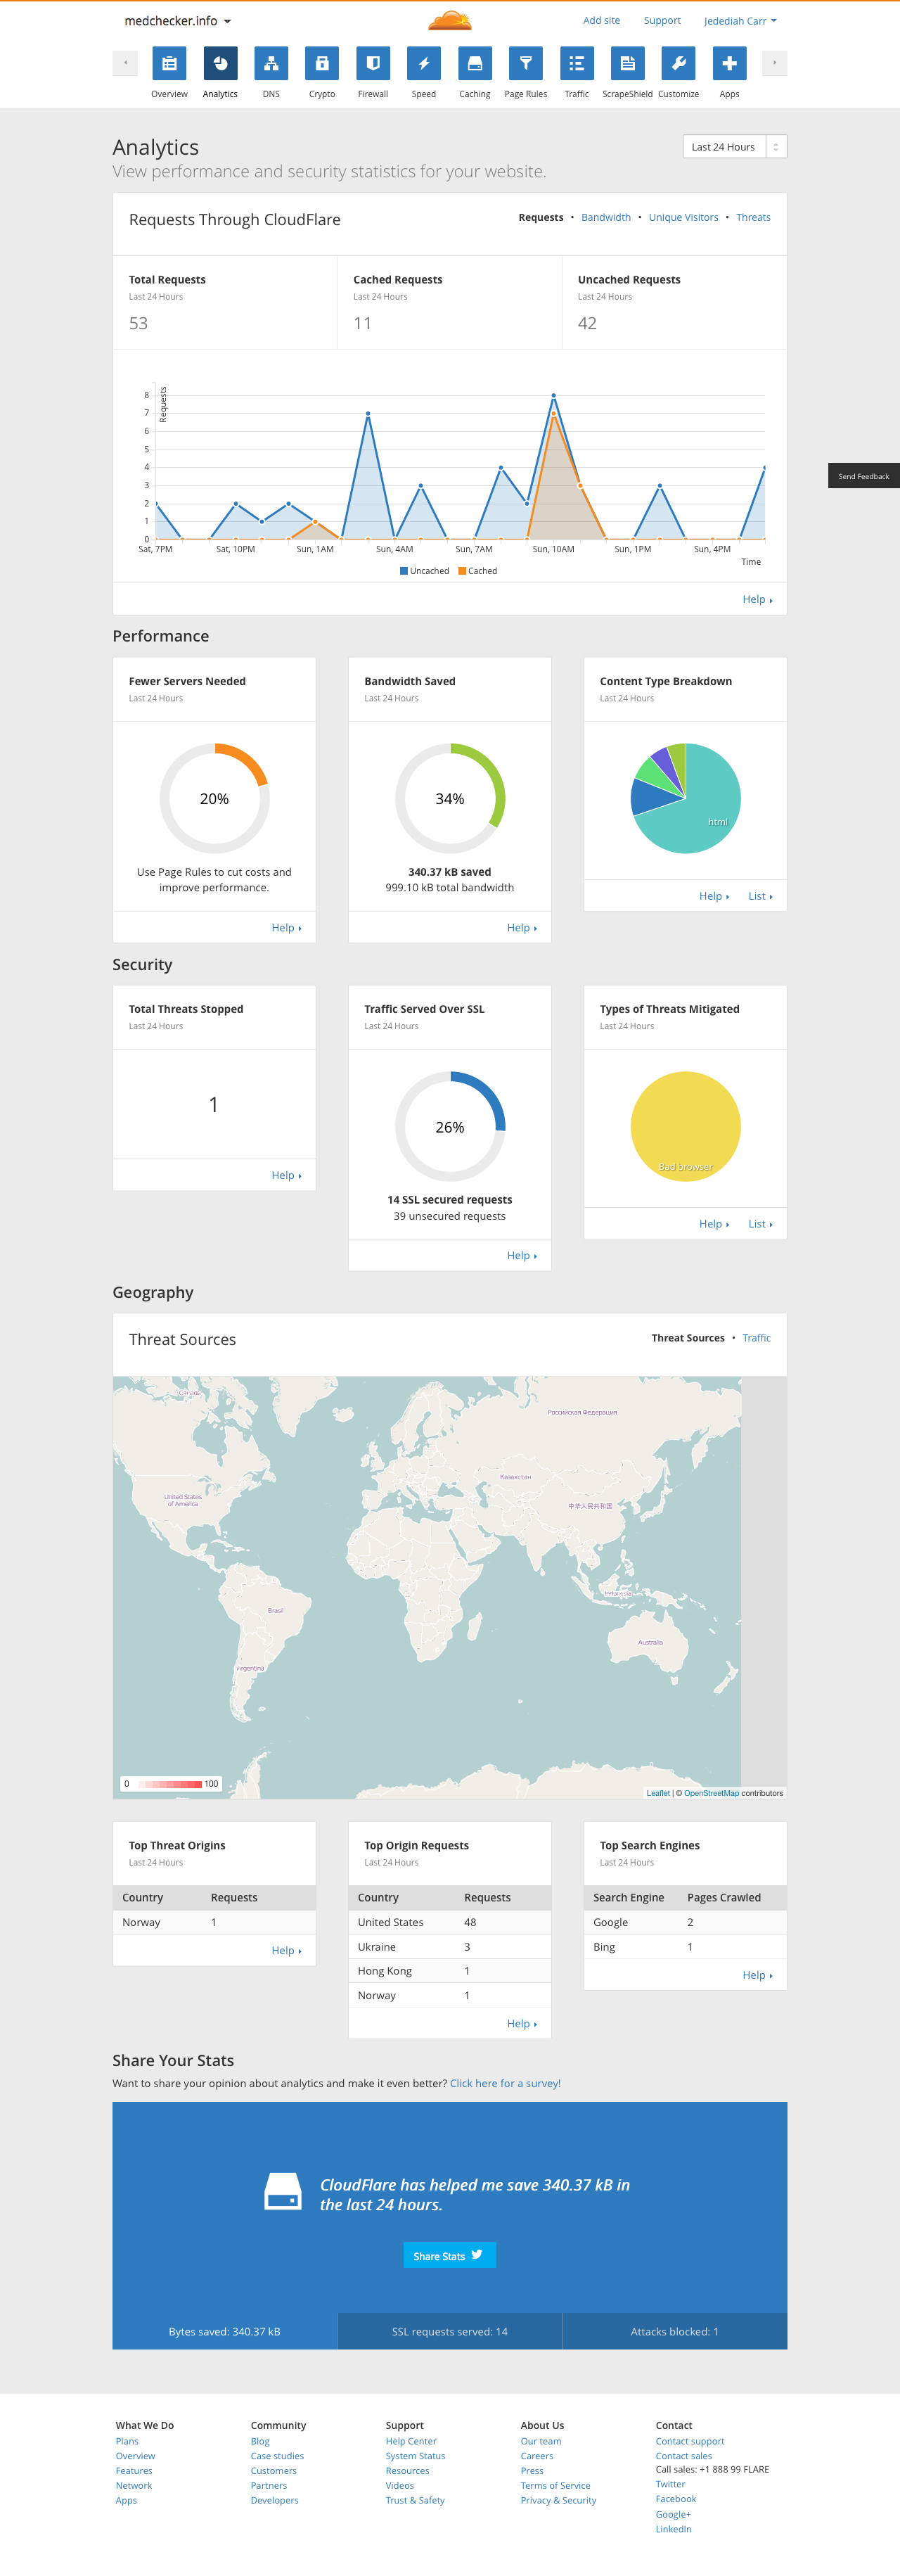 medchecker.info
Add site
Support
Jedediah Carr
Overview
Analytics
DNS
Crypto
Firewall
Speed
Caching
Page Rules
Traffic
ScrapeShield
Customize
Apps
Analytics
Last 24 Hours
View performance and security statistics for your website.
Requests Through CloudFlare
Requests • Bandwidth • Unique Visitors • Threats
Total Requests
Last 24 Hours
53
Cached Requests
Last 24 Hours
11
Uncached Requests
Last 24 Hours
42
Requests
8
7
6
5
4
3
2
1
0
Sat, 7PM
Sat, 10PM
Sun, 1AM
Sun, 4AM
Sun, 7AM
Sun, 10AM
Sun, 1PM
Sun, 4PM
Time
Uncached
Cached
Help
Send Feedback
Performance
Fewer Servers Needed
Last 24 Hours
20%
Use Page Rules to cut costs and
improve performance.
Help
Bandwidth Saved
Last 24 Hours
34%
340.37 kB saved
999.10 kB total bandwidth
Help
Content Type Breakdown
Last 24 Hours
html
Help
List
Security
Total Threats Stopped
Last 24 Hours
1
Help
Traffic Served Over SSL
Last 24 Hours
26%
14 SSL secured requests
39 unsecured requests
Help
Types of Threats Mitigated
Last 24 Hours
Bad browser
Help
List
Geography
Threat Sources
Threat Sources • Traffic
Canada
Российская Федерация
Казахстан
United States
of America
中华人民共和国
Indonesia
Brasil
Australia
Argentina
0
100
Leaflet | © OpenStreetMap contributors
Top Threat Origins
Last 24 Hours
Country Requests
Norway 1
Help
Top Origin Requests
Last 24 Hours
Country Requests
United States 48
Ukraine 3
Hong Kong 1
Norway 1
Help
Top Search Engines
Last 24 Hours
Search Engine Pages Crawled
Google 2
Bing 1
Help
Share Your Stats
Want to share your opinion about analytics and make it even better? Click here for a survey!
CloudFlare has helped me save 340.37 kB in
the last 24 hours.
Share Stats
Bytes saved: 340.37 kB
SSL requests served: 14
Attacks blocked: 1
What We Do
Plans
Overview
Features
Network
Apps
Community
Blog
Case studies
Customers
Partners
Developers
Support
Help Center
System Status
Resources
Videos
Trust & Safety
About Us
Our team
Careers
Press
Terms of Service
Privacy & Security
Contact
Contact support
Contact sales
Call sales: +1 888 99 FLARE
Twitter
Facebook
Google+
LinkedIn